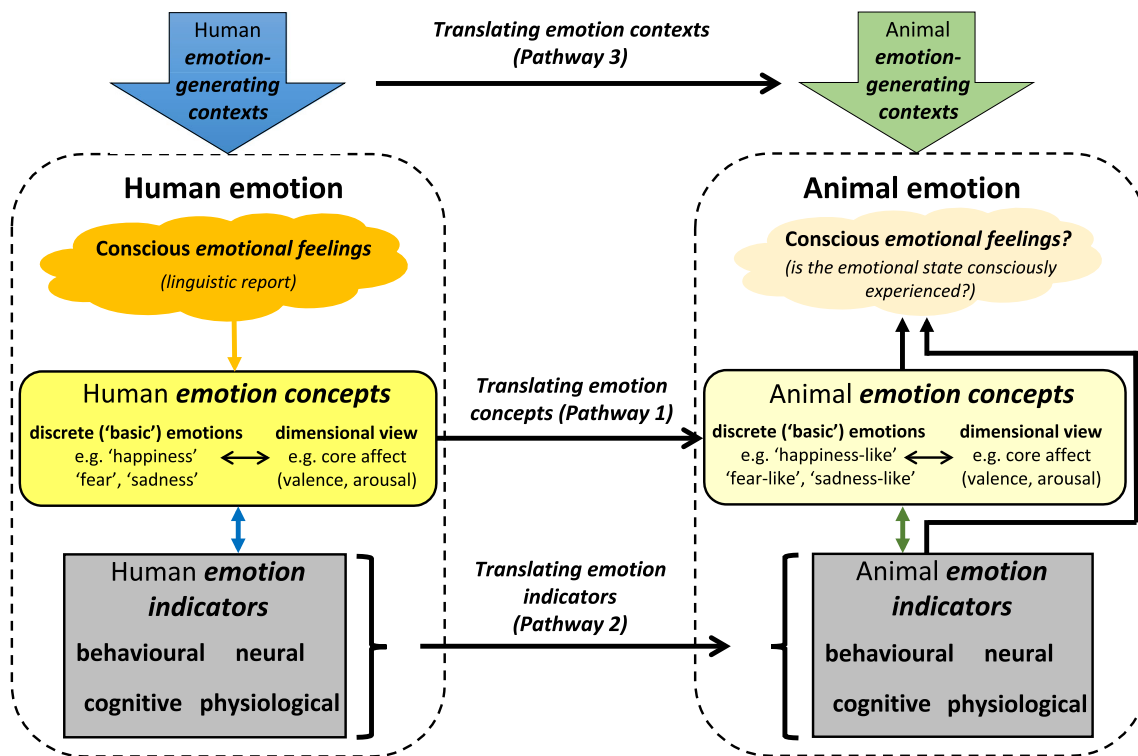 Human
emotion-
generating
contexts
Translating emotion contexts
(Pathway 3)
Animal
emotion-
generating
contexts
Human emotion
Conscious emotional feelings
(linguistic report)
Human emotion concepts
discrete (‘basic’) emotions
e.g. ‘happiness’
‘fear’, ‘sadness’
dimensional view
e.g. core affect
(valence, arousal)
Human emotion
indicators
behavioural neural
cognitive physiological
Translating emotion
concepts (Pathway 1)
Translating emotion
indicators
(Pathway 2)
Animal emotion
Conscious emotional feelings?
(is the emotional state consciously
experienced?)
Animal emotion concepts
discrete (‘basic’) emotions
e.g. ‘happiness-like’
‘fear-like’, ‘sadness-like’
dimensional view
e.g. core affect
(valence, arousal)
Animal emotion
indicators
behavioural neural
cognitive physiological